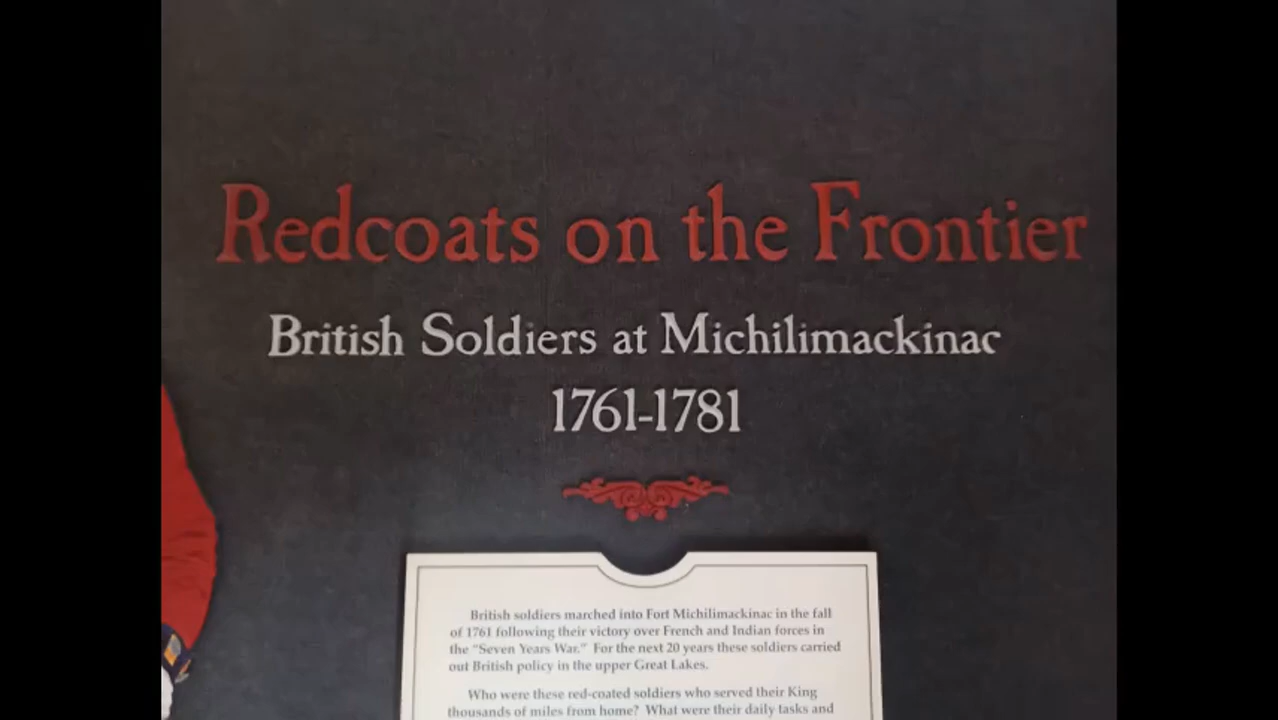 Redcoats on the Frontier
British Soldiers at Michilimackinac
1761-1781
British soldiers marched into Fort Michilimackinac in the fall
of 1761 following their victory over French and Indian forces in
the "Seven Years War." For the next 20 years these soldiers carried
out British policy in the upper Great Lakes.
Who were these red-coated soldiers who served their King
thousands of miles from home? What were their daily tasks and